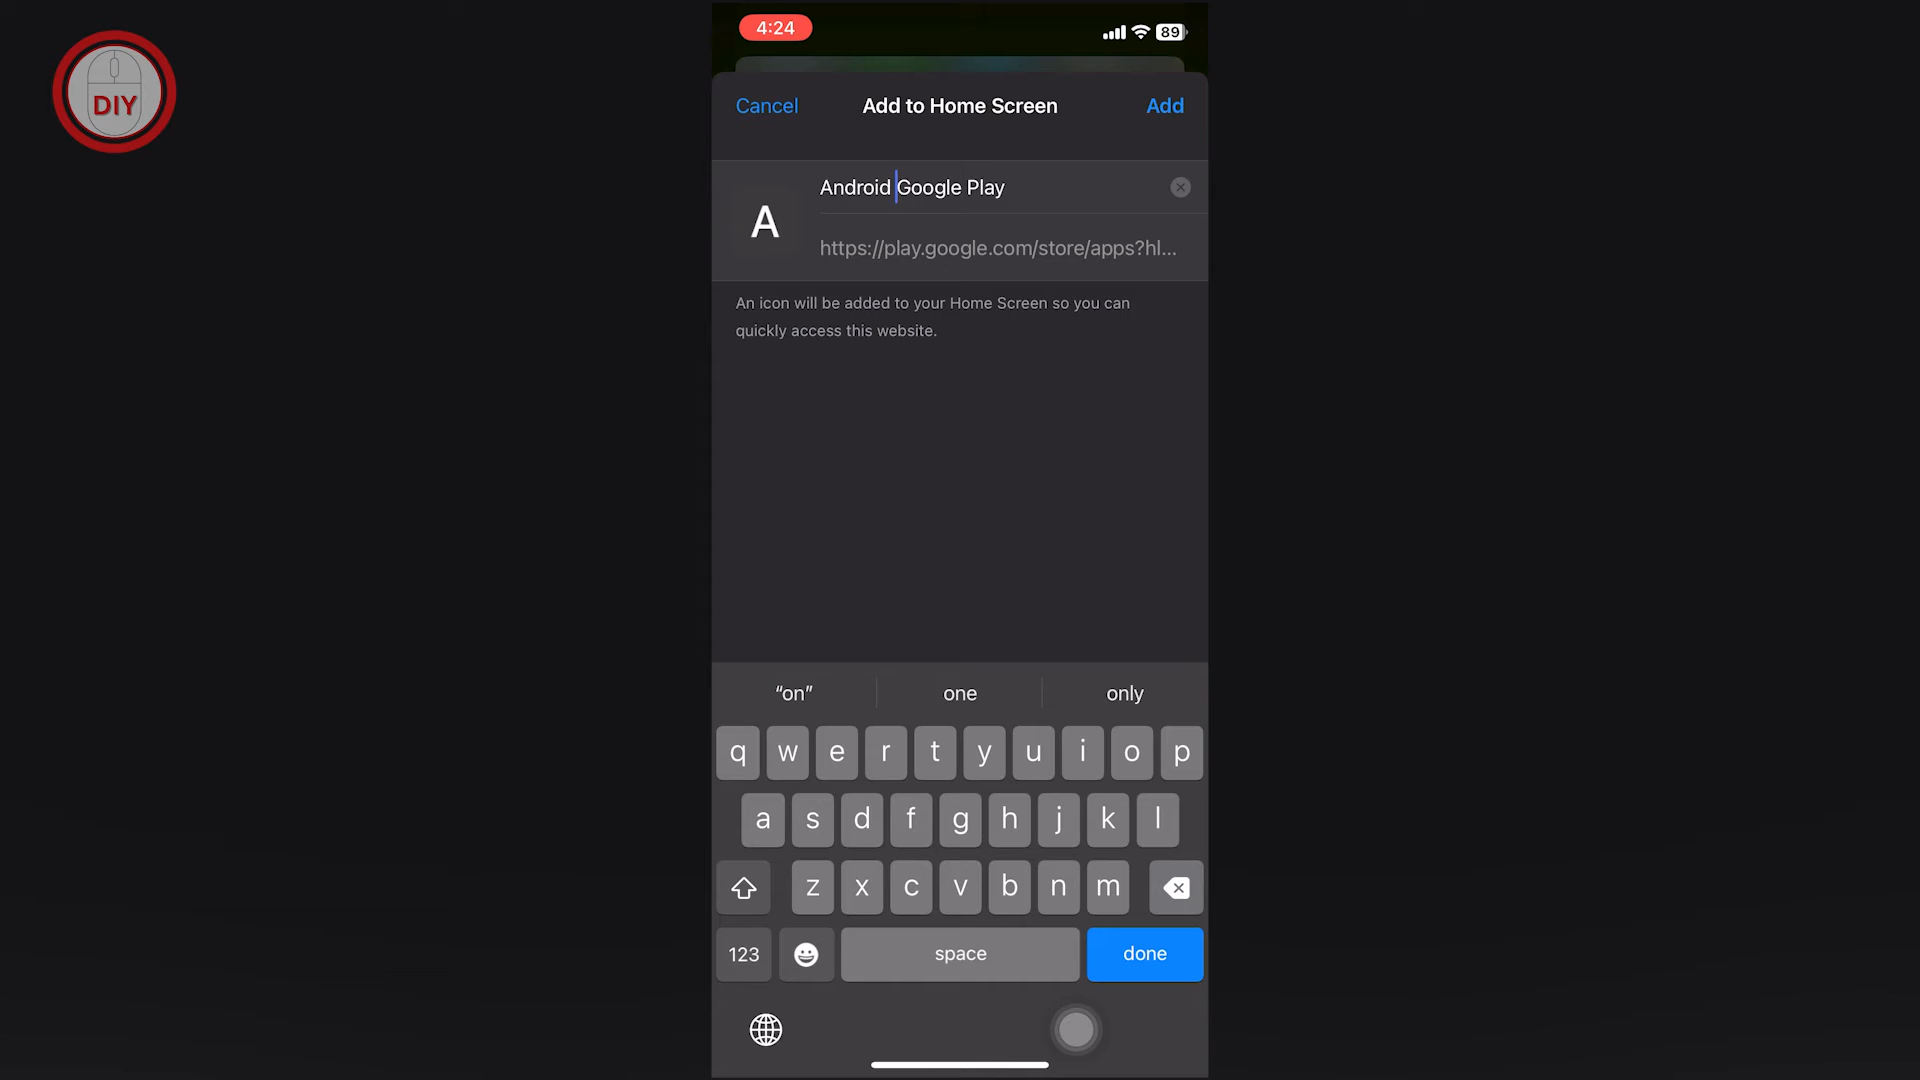 4:24
89
DIY
Cancel
Add to Home Screen
Add
Android Google Play
A
https://play.google.com/store/apps?hl...
An icon will be added to your Home Screen so you can
quickly access this website.
“on”
one
only
q w e r t y u i o p
a s d f g h j k l
z x c v b n m
123
space
done